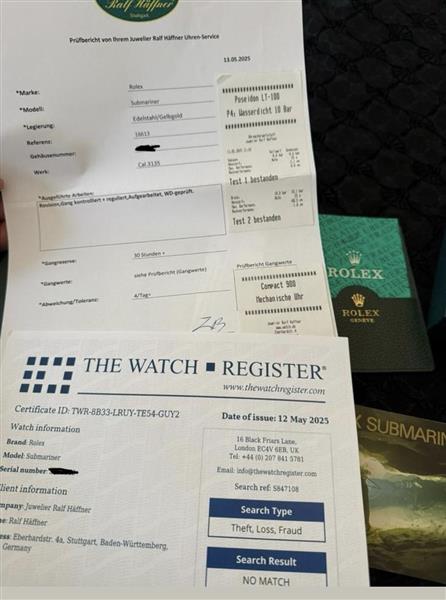 Ralf Häffner
Stuttgart
Prüfbericht von Ihrem Juwelier Ralf Häffner Uhren-Service
13.05.2025
*Marke: Rolex
*Modell: Submariner
*Legierung: Edelstahl/Gelbgold
Referens: 16613
Gehäusenummer:
Werk: Cal.3135
*Ausgeführte Arbeiten:
Revision,Gang kontrolliert + reguliert,Aufgearbeitet, WD-geprüft.
*Gangreserve: 30 Stunden +
*Gangwerte: siehe Prüfbericht (Gangwerte)
*Abweichung/Toleranz: 4/Tag+
Poseidon LT-100
P4: Wasserdicht 10 Bar
Test 1 bestanden
Test 2 bestanden
Prüfbericht Gangwerte
Compact 900
Mechanische Uhr
ROLEX
ROLEX
GENÈVE
SUBMARIN
THE WATCH REGISTER®
www.thewatchregister.com
Certificate ID: TWR-8B33-LRUY-TE54-GUY2
Date of issue: 12 May 2025
Watch information
Brand: Rolex
Model: Submariner
Serial number:
lient information
mpany: Juwelier Ralf Häffner
ne: Ralf Häffner
ess: Eberhardstr. 4a, Stuttgart, Baden-Württemberg,
Germany
16 Black Friars Lane,
London EC4V 6EB, UK
Tel: +44 (0) 207 841 5781
Email: info@thewatchregister.com
Search ref: 5847108
Search Type
Theft, Loss, Fraud
Search Result
NO MATCH